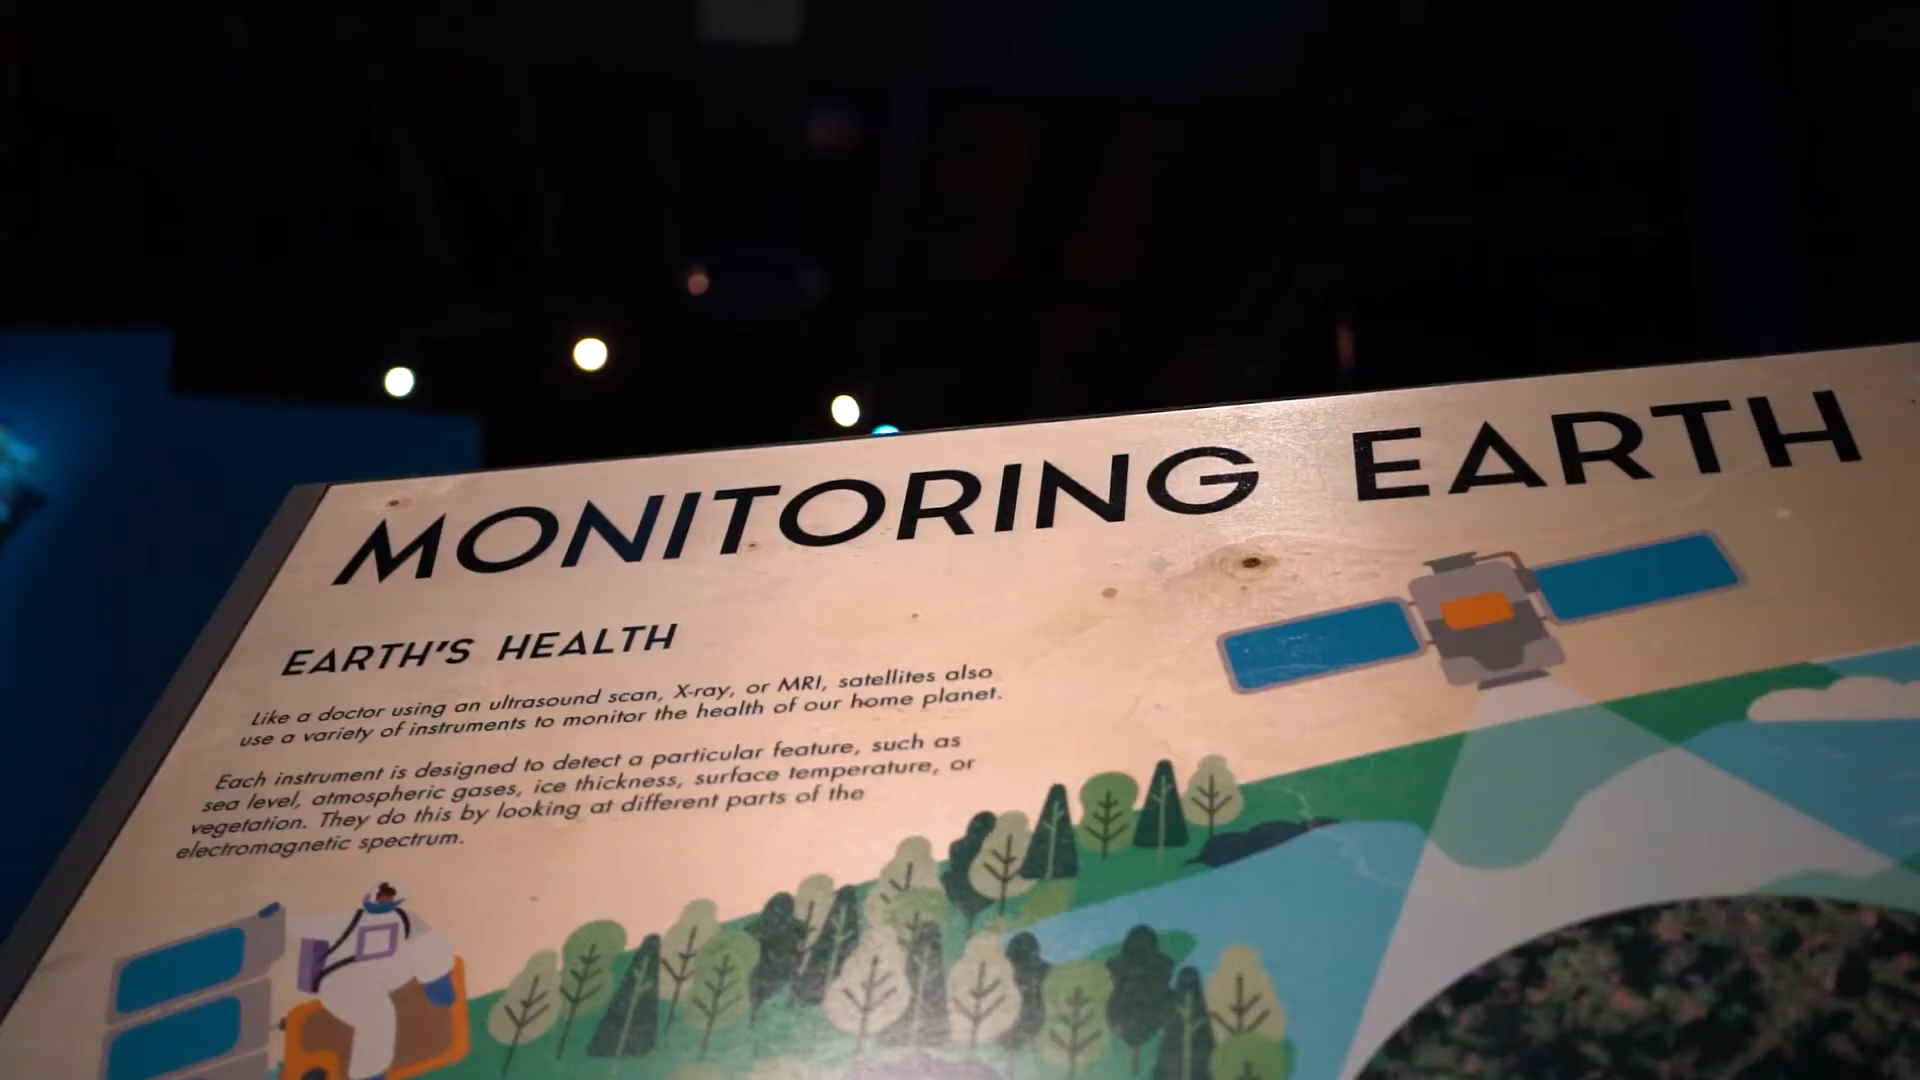 MONITORING EARTH
EARTH'S HEALTH
Like a doctor using an ultrasound scan, X-ray, or MRI, satellites also
use a variety of instruments to monitor the health of our home planet.
Each instrument is designed to detect a particular feature, such as
sea level, atmospheric gases, ice thickness, surface temperature, or
vegetation. They do this by looking at different parts of the
electromagnetic spectrum.